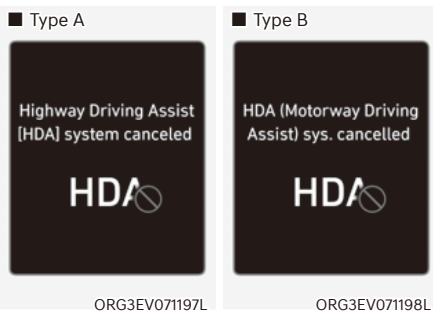 ■ Type A
Highway Driving Assist
[HDA] system canceled
HDA
ORG3EV071197L
■ Type B
HDA (Motorway Driving
Assist) sys. cancelled
HDA
ORG3EV071198L